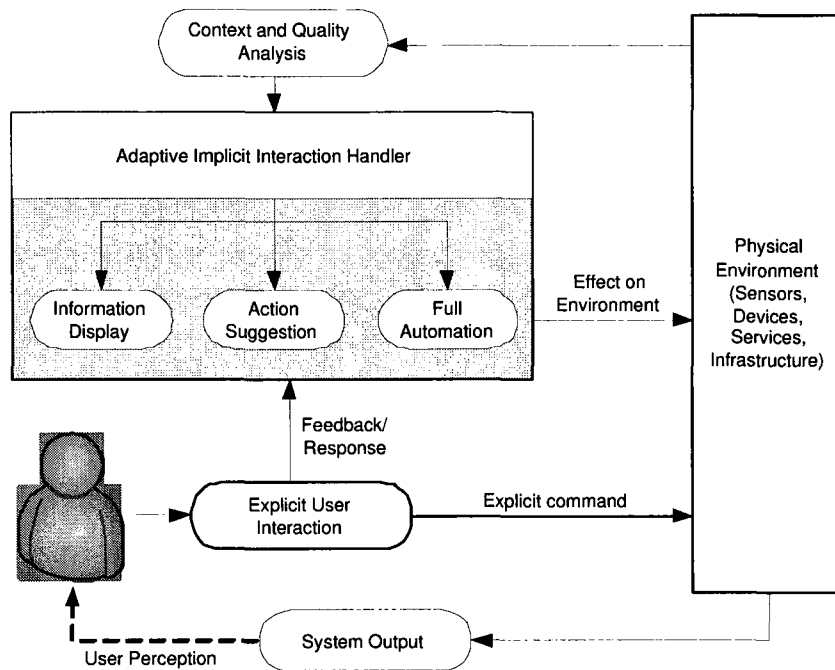 Context and Quality
Analysis
Adaptive Implicit Interaction Handler
Information
Display
Action
Suggestion
Full
Automation
Effect on
Environment
Physical
Environment
(Sensors,
Devices,
Services,
Infrastructure)
Feedback/
Response
Explicit User
Interaction
Explicit command
System Output
User Perception